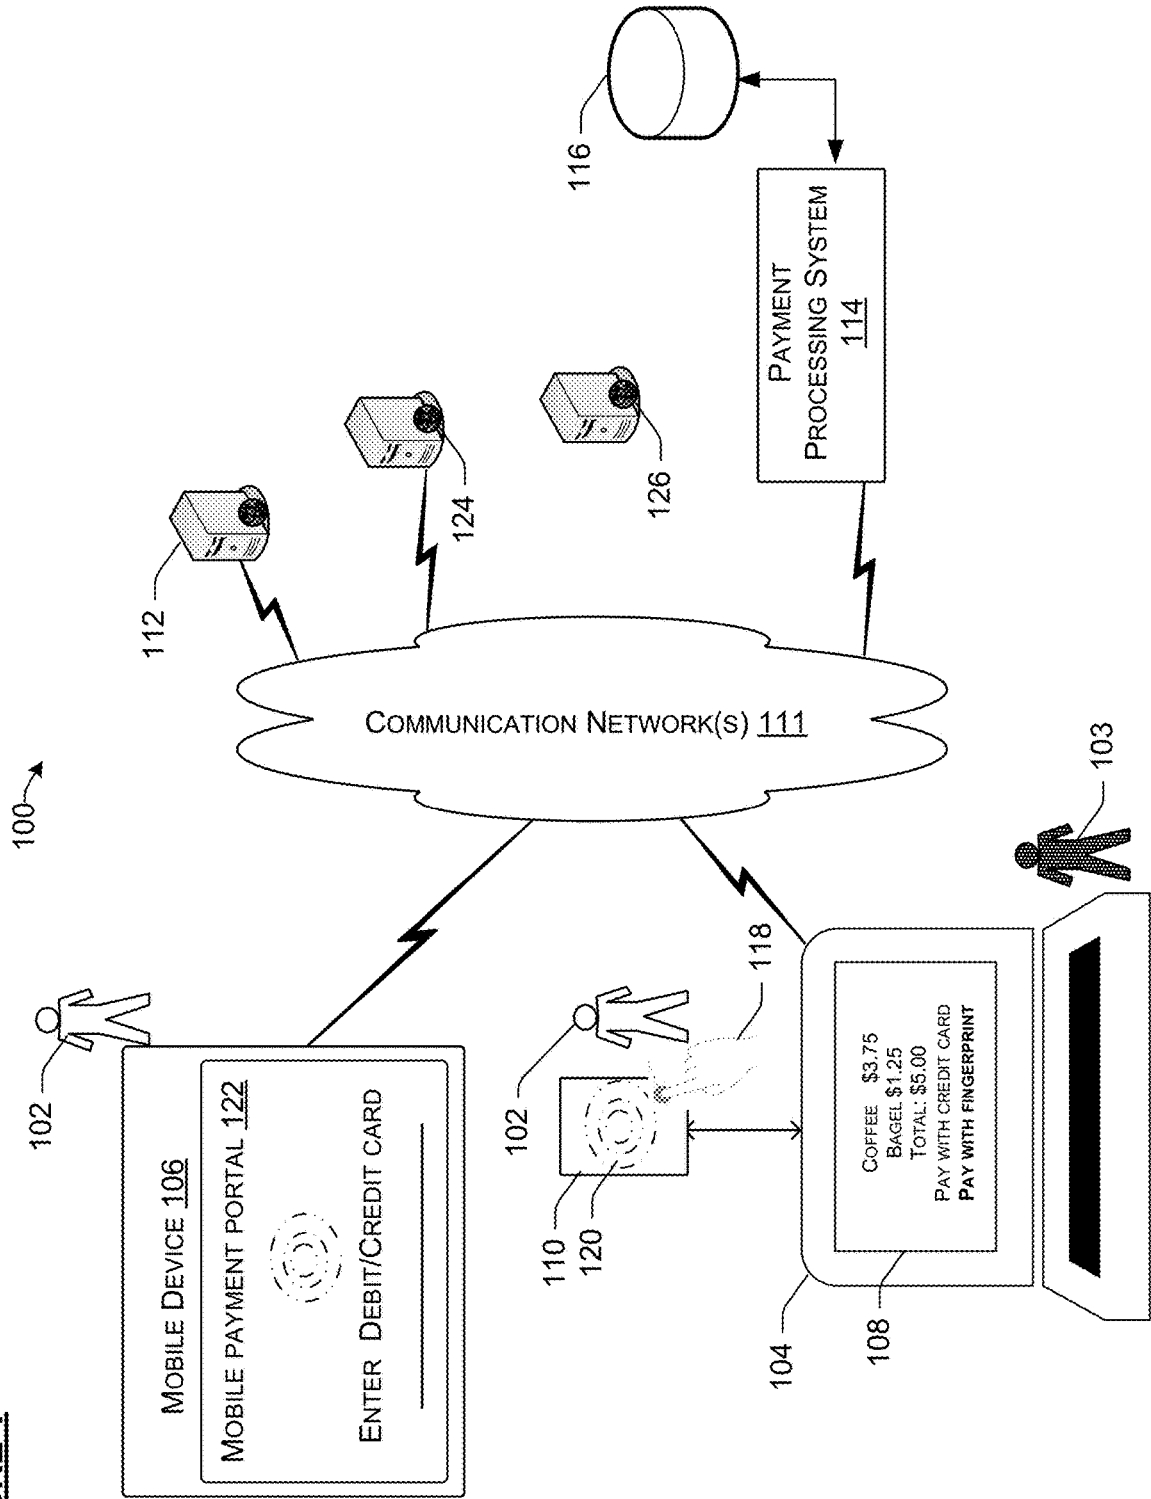 100
102
MOBILE DEVICE 106
MOBILE PAYMENT PORTAL 122
ENTER DEBIT/CREDIT CARD
112
124
126
116
COMMUNICATION NETWORK(S) 111
PAYMENT
PROCESSING SYSTEM
114
102
110
120
118
104
108
COFFEE $3.75
BAGEL $1.25
TOTAL: $5.00
PAY WITH CREDIT CARD
PAY WITH FINGERPRINT
103